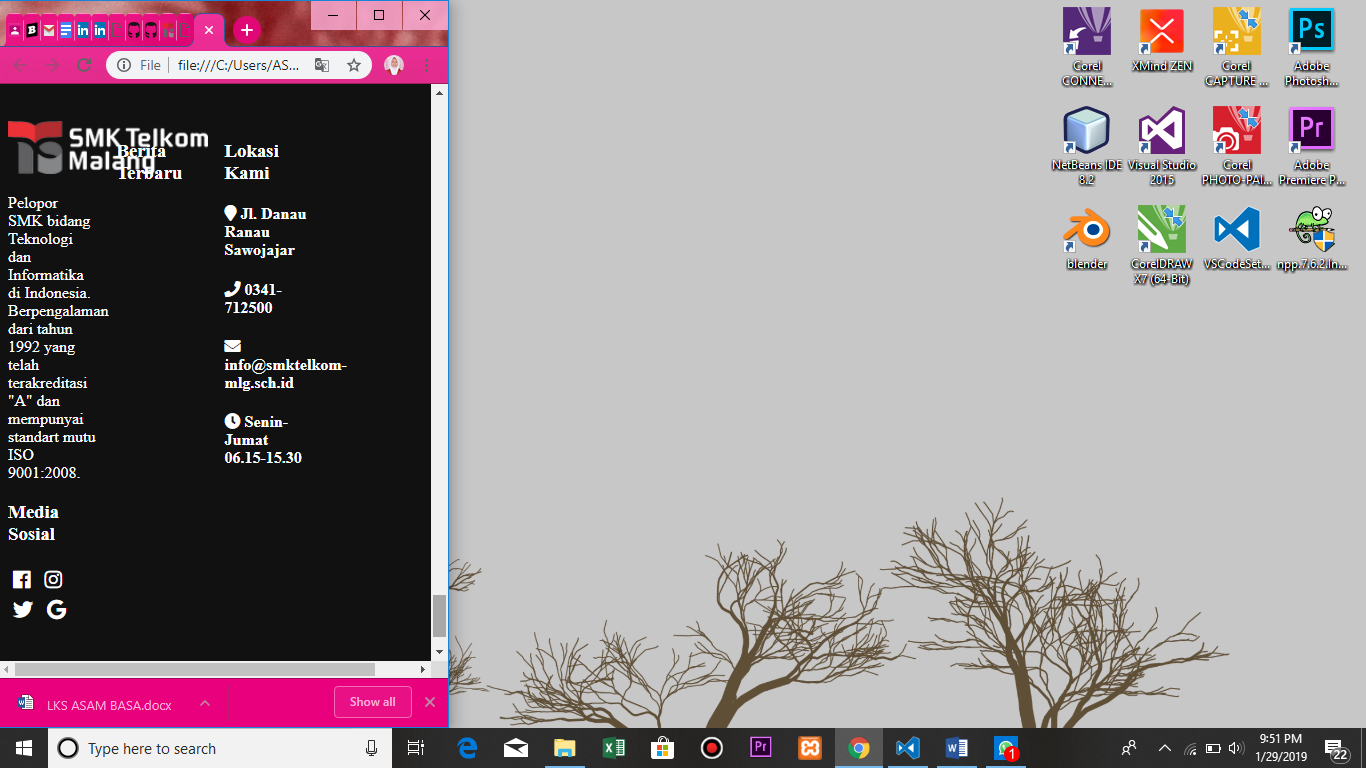 File
file:///C:/Users/AS...
SMK Telkom
Malang
Pelopor
SMK bidang
Teknologi
dan
Informatika
di Indonesia.
Berpengalaman
dari tahun
1992 yang
telah
terakreditasi
"A" dan
mempunyai
standart mutu
ISO
9001:2008.
Media
Sosial
Berita
Terbaru
Lokasi
Kami
Jl. Danau
Ranau
Sawojajar
0341-
712500
info@smktelkom-
mlg.sch.id
Senin-
Jumat
06.15-15.30
LKS ASAM BASA.docx
Show all
Corel
CONNE...
XMind ZEN
Corel
CAPTURE ...
Ps
Adobe
Photosh...
NetBeans IDE
8.2
Visual Studio
2015
Corel
PHOTO-PAI...
Pr
Adobe
Premiere P...
blender
CorelDRAW
X7 (64-Bit)
VSCodeSet...
npp.7.6.2.In...
Type here to search
Pr
1
9:51 PM
1/29/2019
22